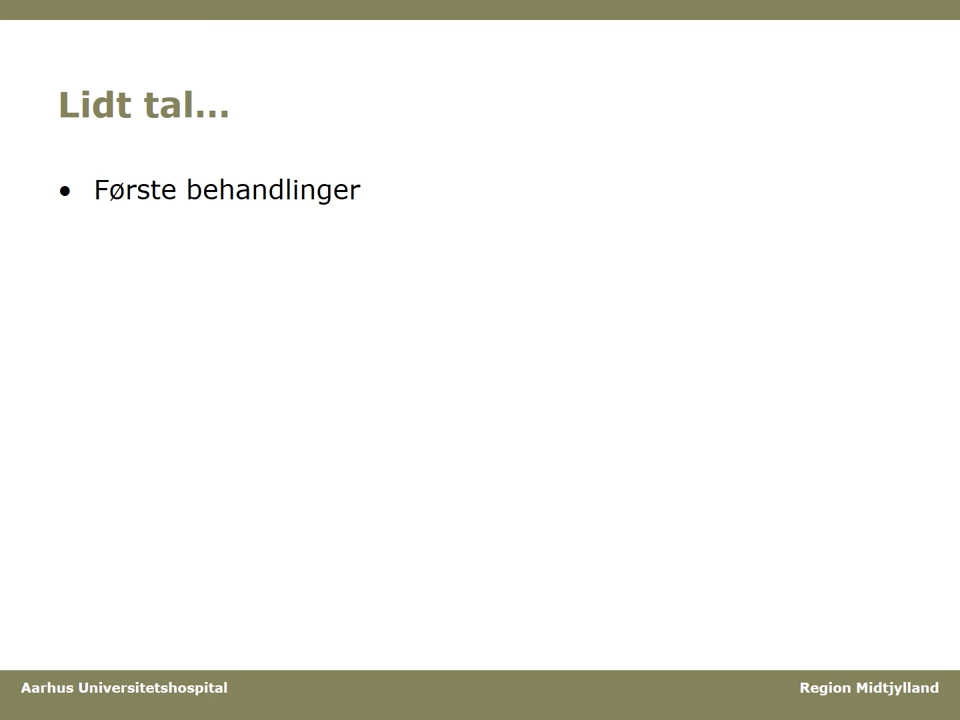 Lidt tal…
• Første behandlinger
Aarhus Universitetshospital
Region Midtjylland